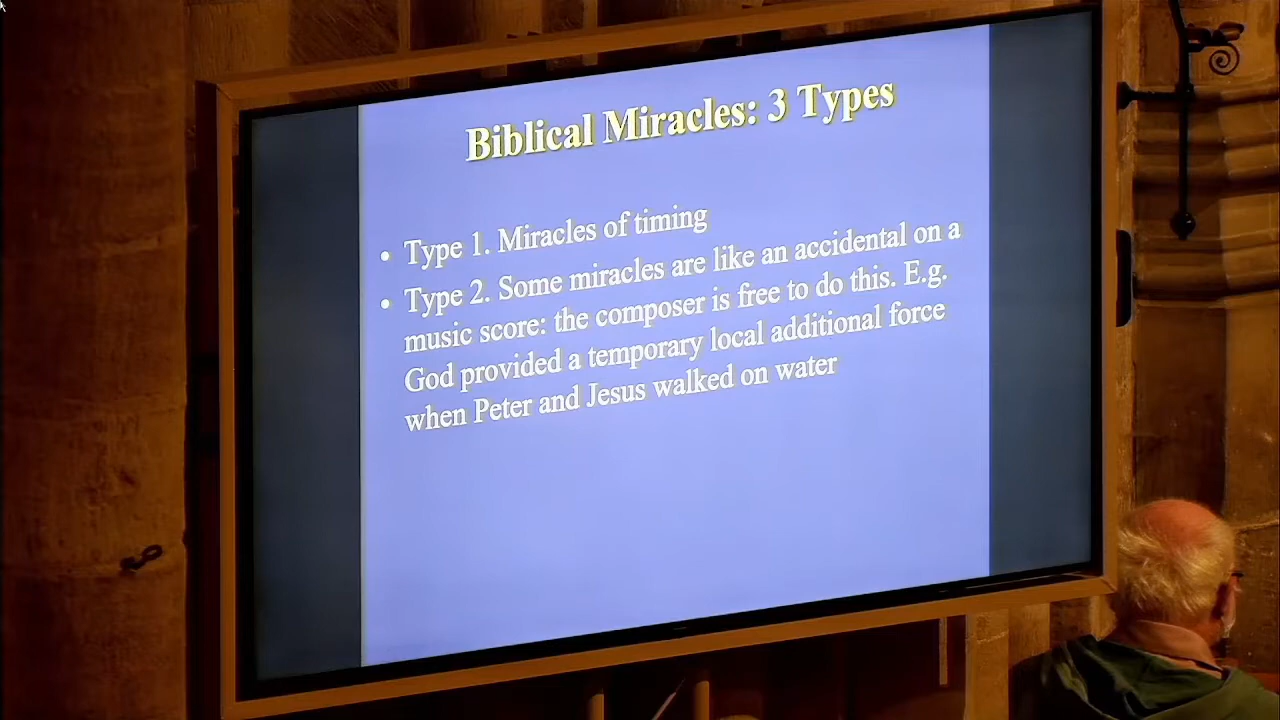 Biblical Miracles: 3 Types
• Type 1. Miracles of timing
• Type 2. Some miracles are like an accidental on a
music score: the composer is free to do this. E.g.
God provided a temporary local additional force
when Peter and Jesus walked on water